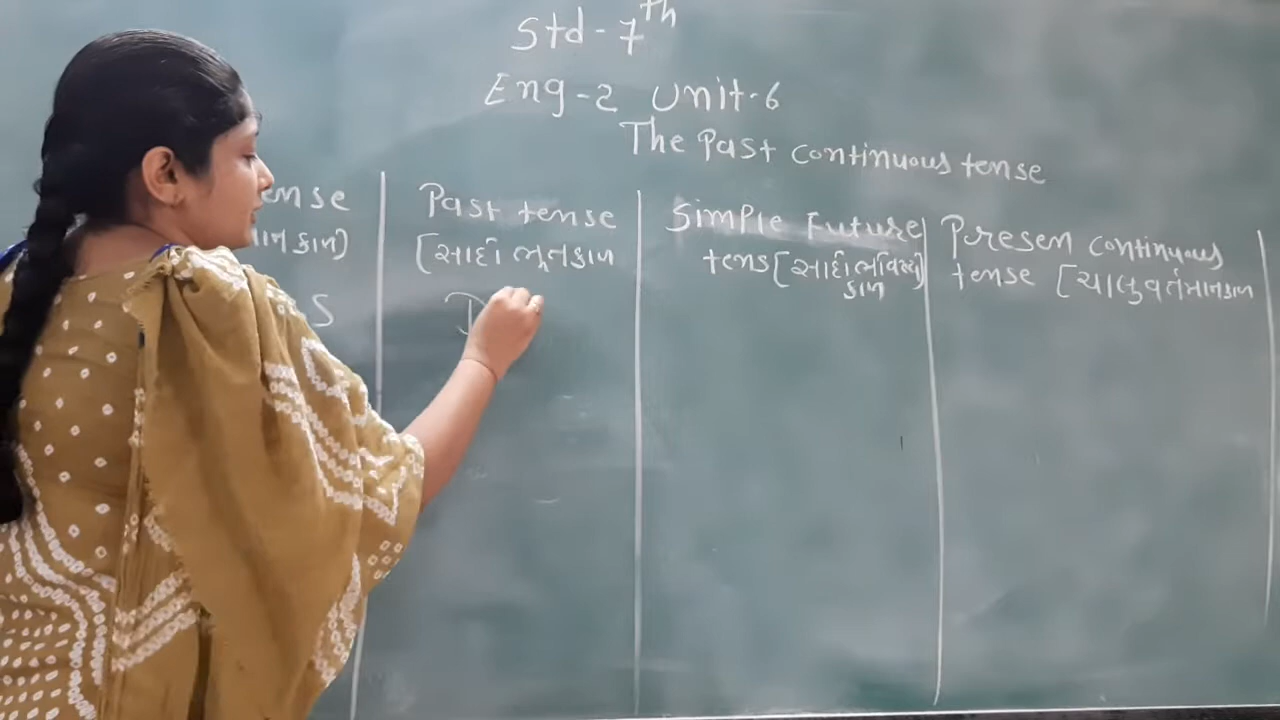 Std-7th
Eng-2 Unit-6
The Past continuous tense
ense
Past tense
[સાદો ભૂતકાળ
Simple Future
tens[સાદો ભવિષ્ય
કાળ
Presen continuous
tense [ચાલુ વર્તમાનકાળ
S
D